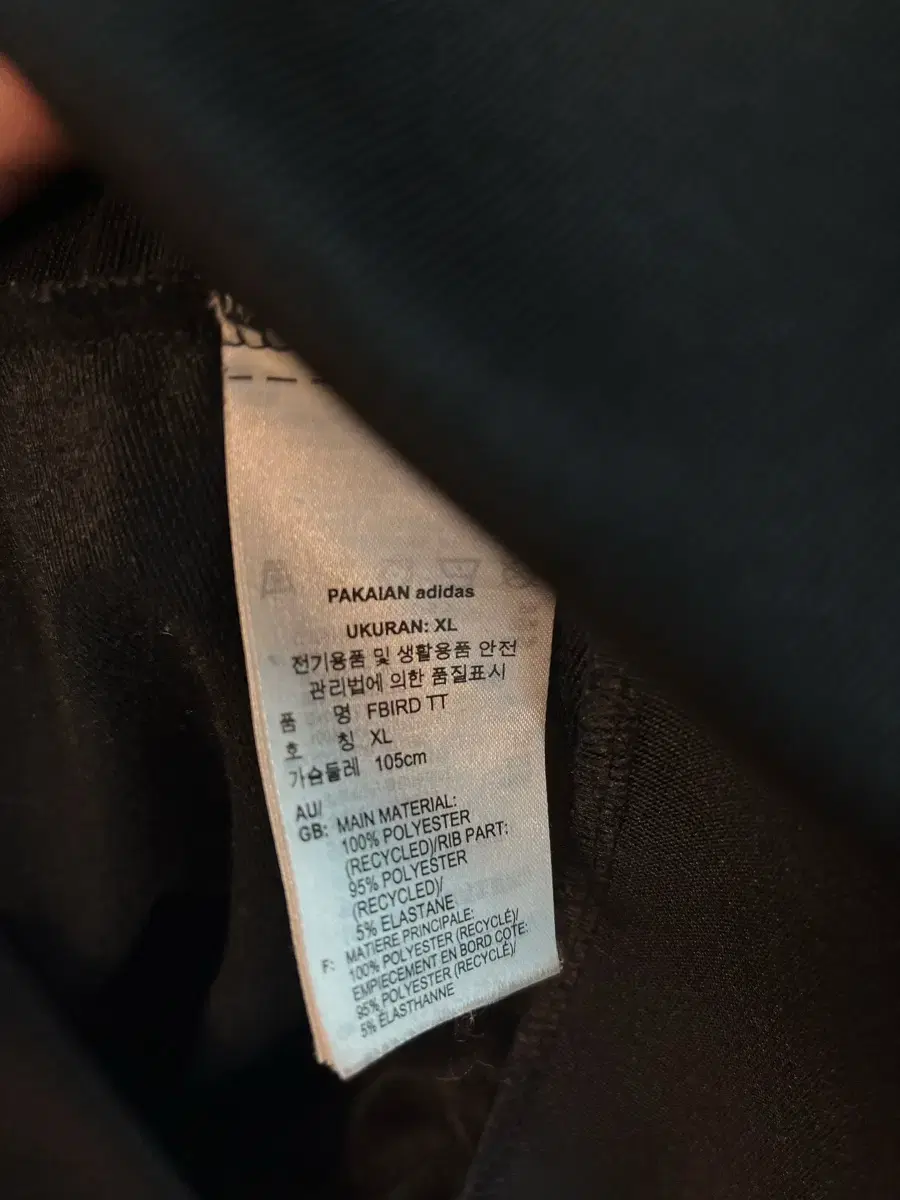 PAKAIAN adidas
UKURAN: XL
전기용품 및 생활용품 안전
관리법에 의한 품질표시
품 명 FBIRD TT
호 칭 XL
가슴둘레 105cm
AU/
GB: MAIN MATERIAL:
100% POLYESTER
(RECYCLED)/RIB PART:
95% POLYESTER
(RECYCLED)/
5% ELASTANE
F: MATIÈRE PRINCIPALE:
100% POLYESTER (RECYCLÉ)/
EMPIECEMENT EN BORD COTE:
95% POLYESTER (RECYCLÉ)/
5% ÉLASTHANNE